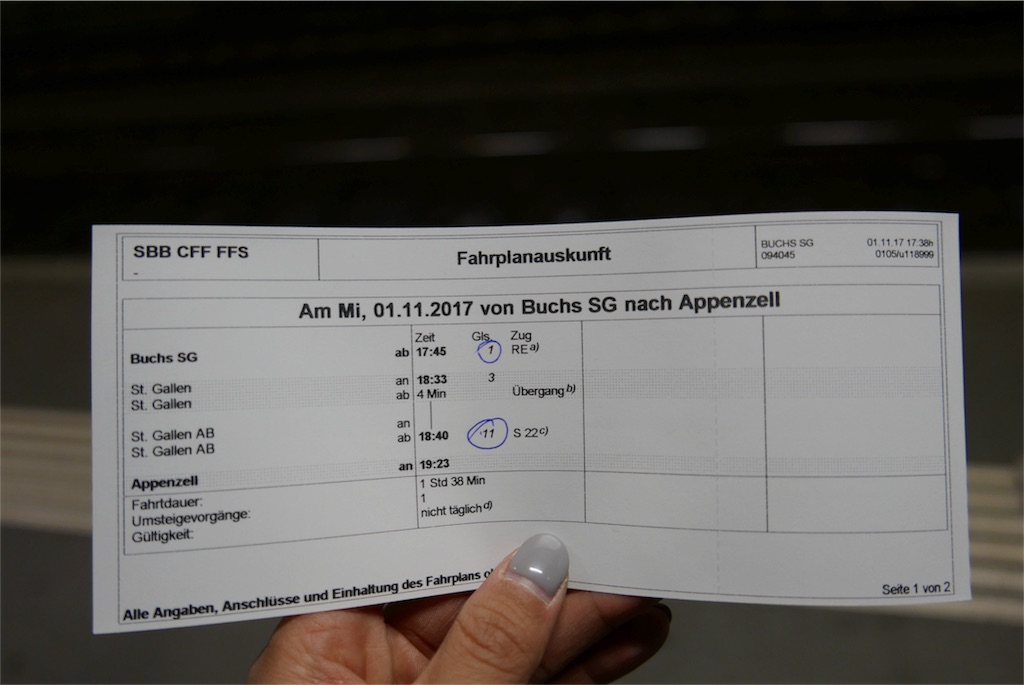 SBB CFF FFS
-
Fahrplanauskunft
BUCHS SG 01.11.17 17:38h
094045 0105/u118999
Am Mi, 01.11.2017 von Buchs SG nach Appenzell
Zeit Gls. Zug
Buchs SG ab 17:45 1 RE a)
St. Gallen an 18:33 3
St. Gallen ab 4 Min Übergang b)
St. Gallen AB an
St. Gallen AB ab 18:40 11 S 22 c)
Appenzell an 19:23
Fahrtdauer: 1 Std 38 Min
Umsteigevorgänge: 1
Gültigkeit: nicht täglich d)
Alle Angaben, Anschlüsse und Einhaltung des Fahrplans
Seite 1 von 2